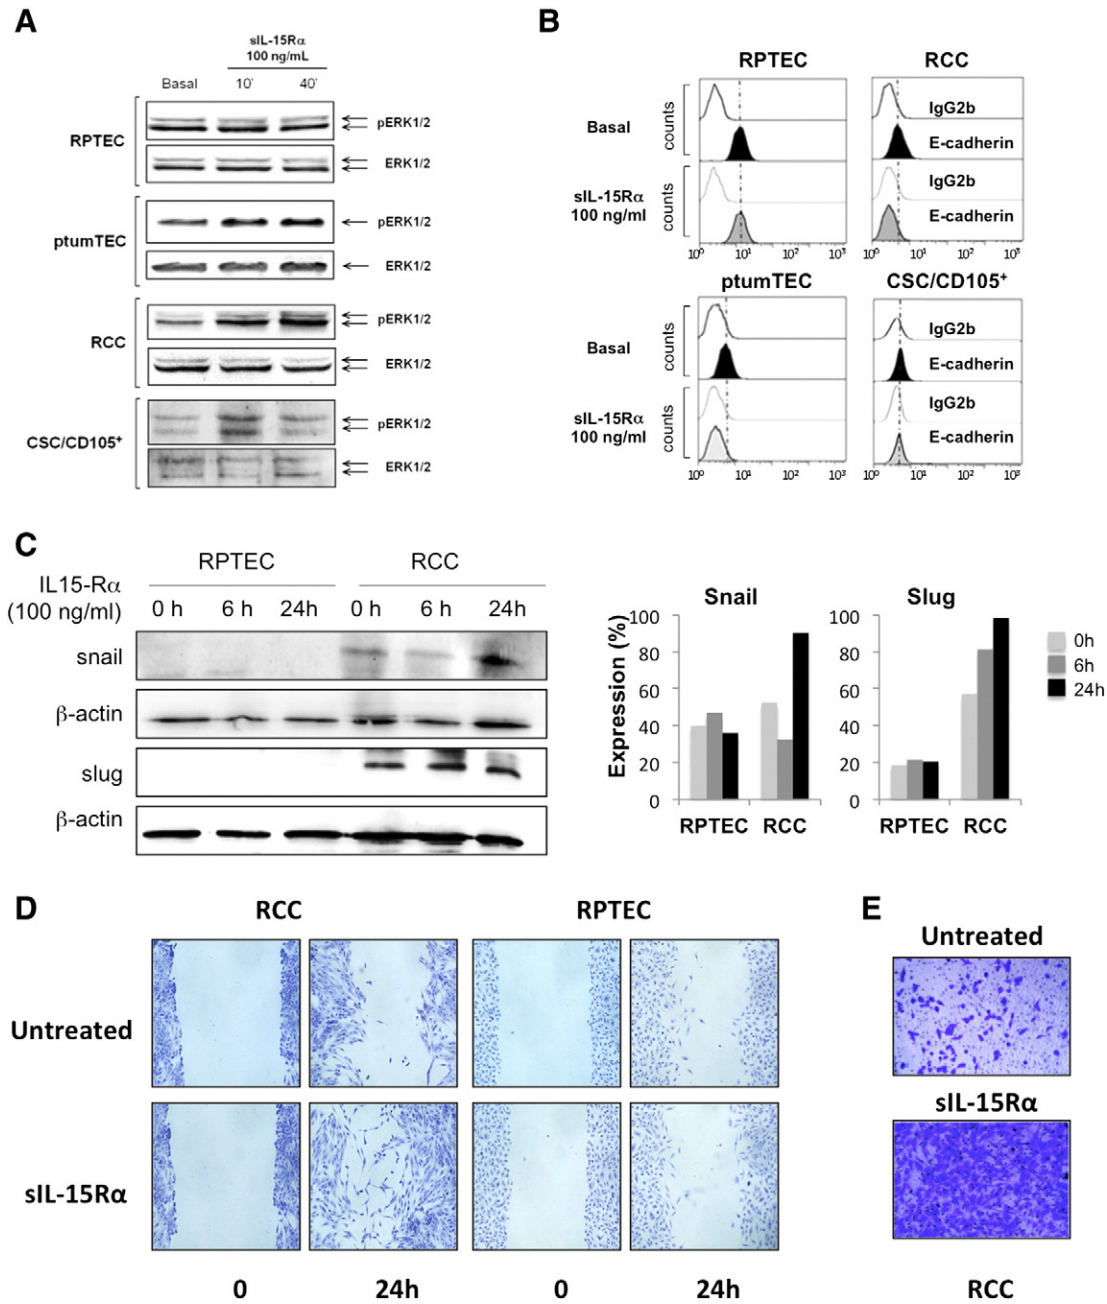 A
sIL-15Rα
100 ng/mL
Basal 10' 40'
RPTEC
pERK1/2
ERK1/2
ptumTEC
pERK1/2
ERK1/2
RCC
pERK1/2
ERK1/2
CSC/CD105+
pERK1/2
ERK1/2
B
RPTEC RCC
Basal
counts
IgG2b
E-cadherin
sIL-15Rα
100 ng/ml
counts
IgG2b
E-cadherin
10⁰ 10¹ 10² 10³ 10⁰ 10¹ 10² 10³
ptumTEC CSC/CD105+
Basal
counts
IgG2b
E-cadherin
sIL-15Rα
100 ng/ml
counts
IgG2b
E-cadherin
10⁰ 10¹ 10² 10³ 10⁰ 10¹ 10² 10³
C
RPTEC RCC
IL15-Rα
(100 ng/ml)
0 h 6 h 24h 0 h 6 h 24h
snail
β-actin
slug
β-actin
Snail
Expression (%)
100
80
60
40
20
0
RPTEC RCC
Slug
100
80
60
40
20
0
RPTEC RCC
0h
6h
24h
D
RCC RPTEC
Untreated
sIL-15Rα
0 24h 0 24h
E
Untreated
sIL-15Rα
RCC